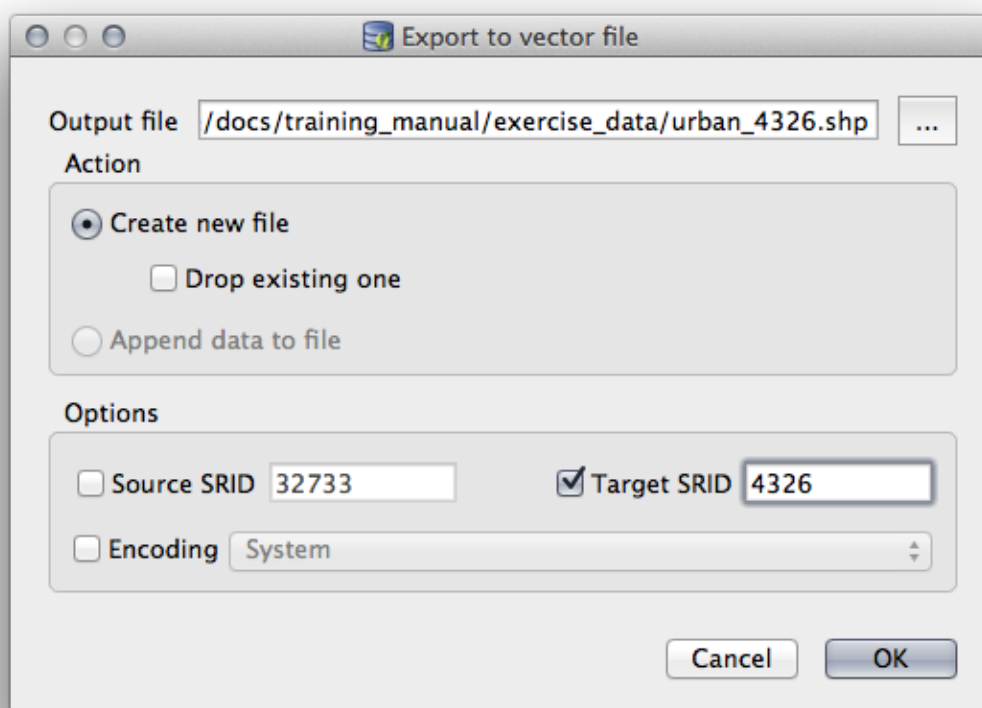 Export to vector file
Output file /docs/training_manual/exercise_data/urban_4326.shp ...
Action
Create new file
Drop existing one
Append data to file
Options
Source SRID 32733 Target SRID 4326
Encoding System
Cancel OK